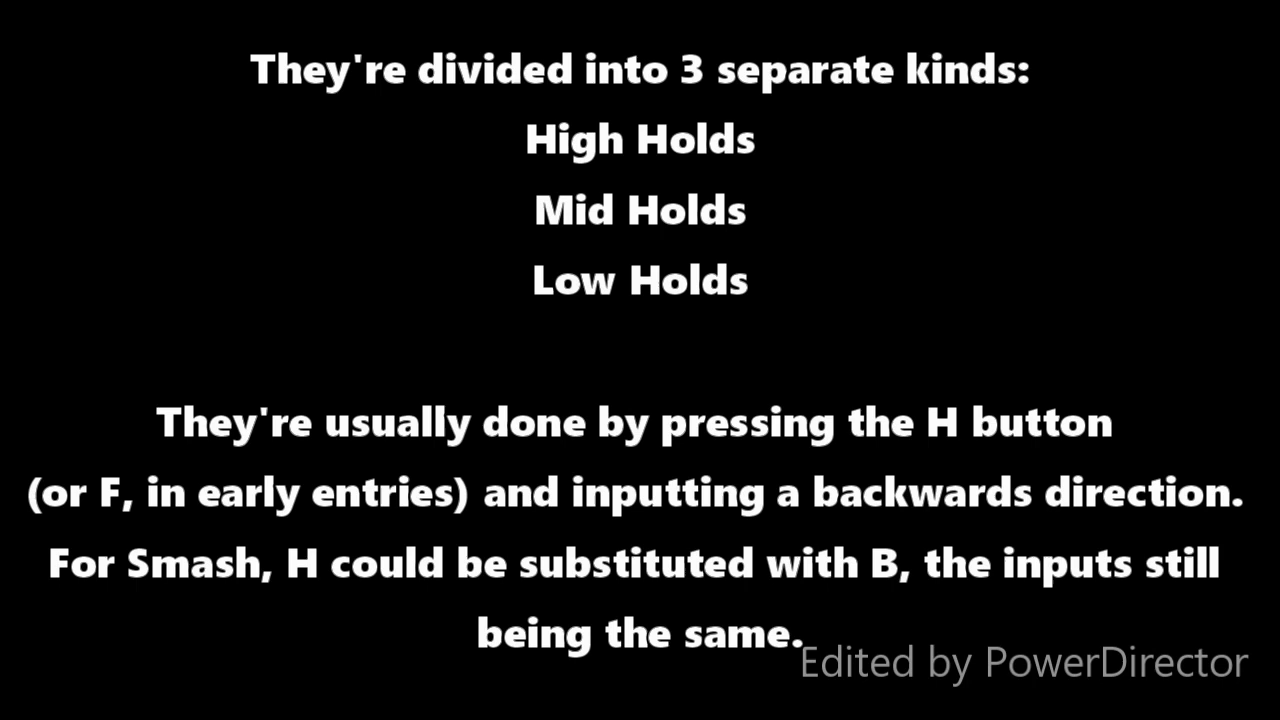 They're divided into 3 separate kinds:
High Holds
Mid Holds
Low Holds
They're usually done by pressing the H button
(or F, in early entries) and inputting a backwards direction.
For Smash, H could be substituted with B, the inputs still
being the same.
Edited by PowerDirector